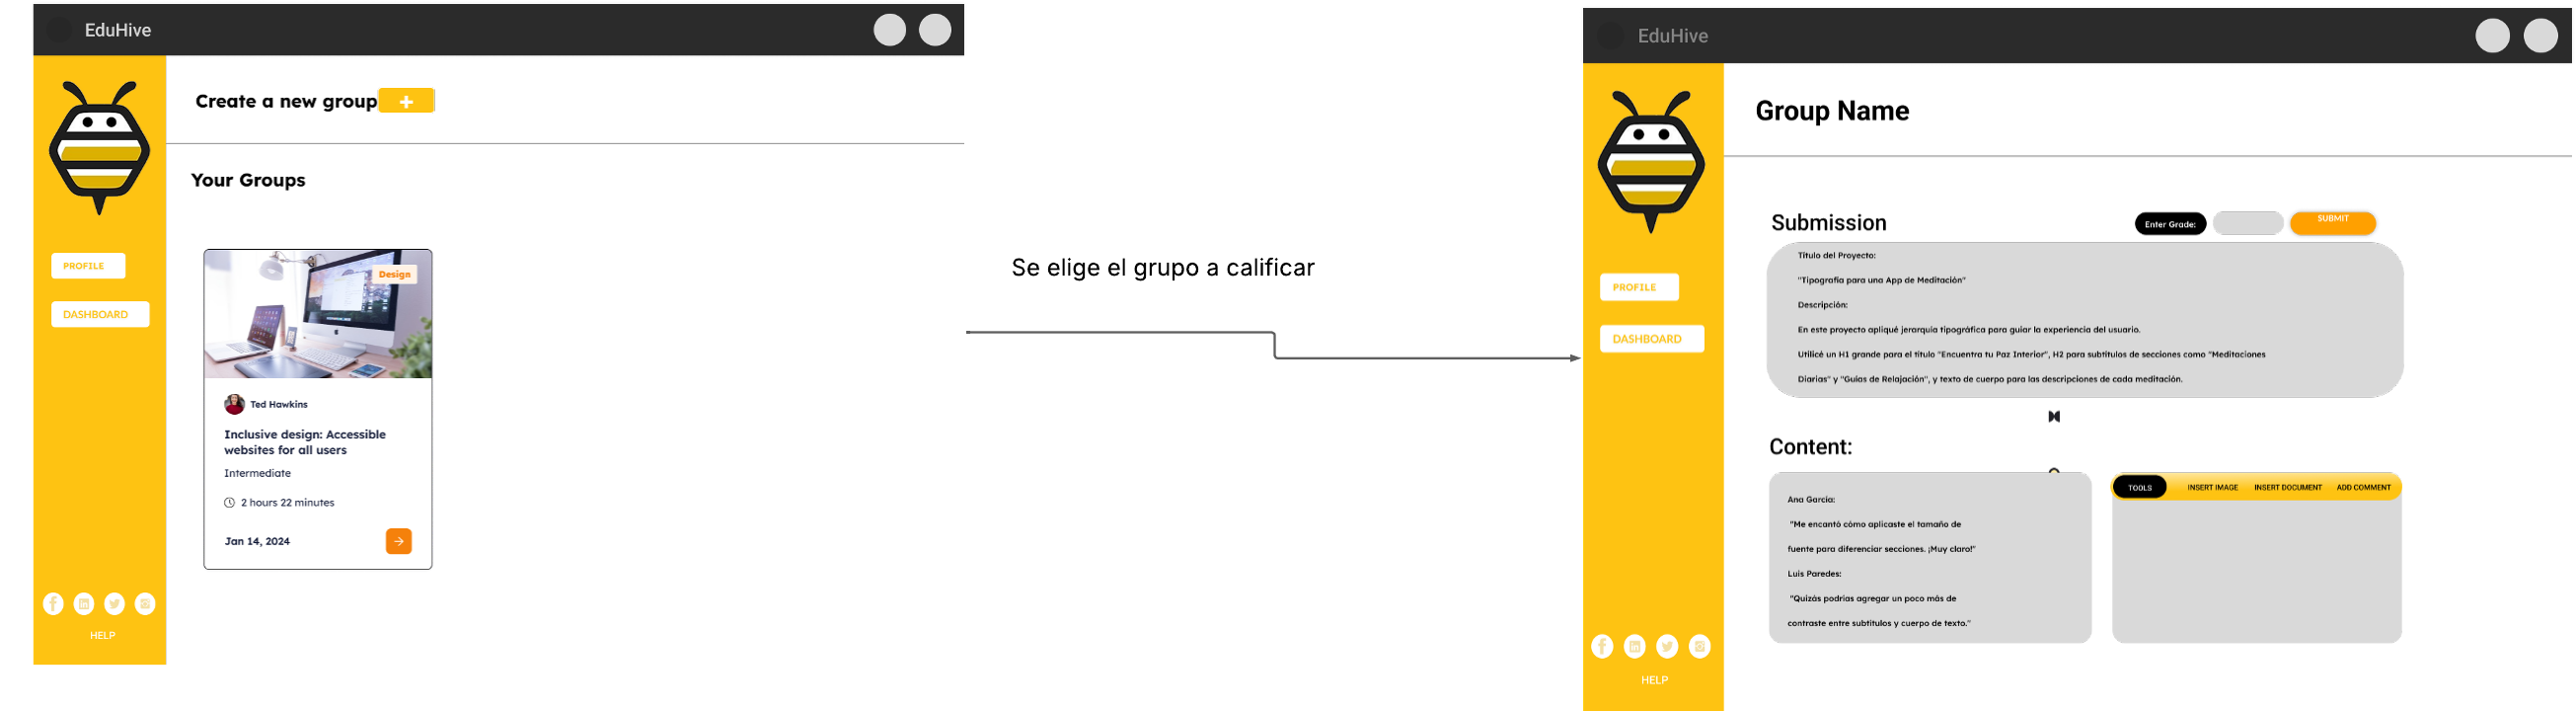 EduHive
Create a new group +
Your Groups
PROFILE
DASHBOARD
Design
Ted Hawkins
Inclusive design: Accessible
websites for all users
Intermediate
2 hours 22 minutes
Jan 14, 2024
HELP
Se elige el grupo a calificar
EduHive
Group Name
PROFILE
DASHBOARD
Submission
Enter Grade:
SUBMIT
Título del Proyecto:
"Tipografía para una App de Meditación"
Descripción:
En este proyecto apliqué jerarquía tipográfica para guiar la experiencia del usuario.
Utilicé un H1 grande para el título "Encuentra tu Paz Interior", H2 para subtítulos de secciones como "Meditaciones
Diarias" y "Guías de Relajación", y texto de cuerpo para las descripciones de cada meditación.
Content:
Ana García:
"Me encantó cómo aplicaste el tamaño de
fuente para diferenciar secciones. ¡Muy claro!"
Luis Paredes:
"Quizás podrías agregar un poco más de
contraste entre subtítulos y cuerpo de texto."
TOOLS
INSERT IMAGE
INSERT DOCUMENT
ADD COMMENT
HELP